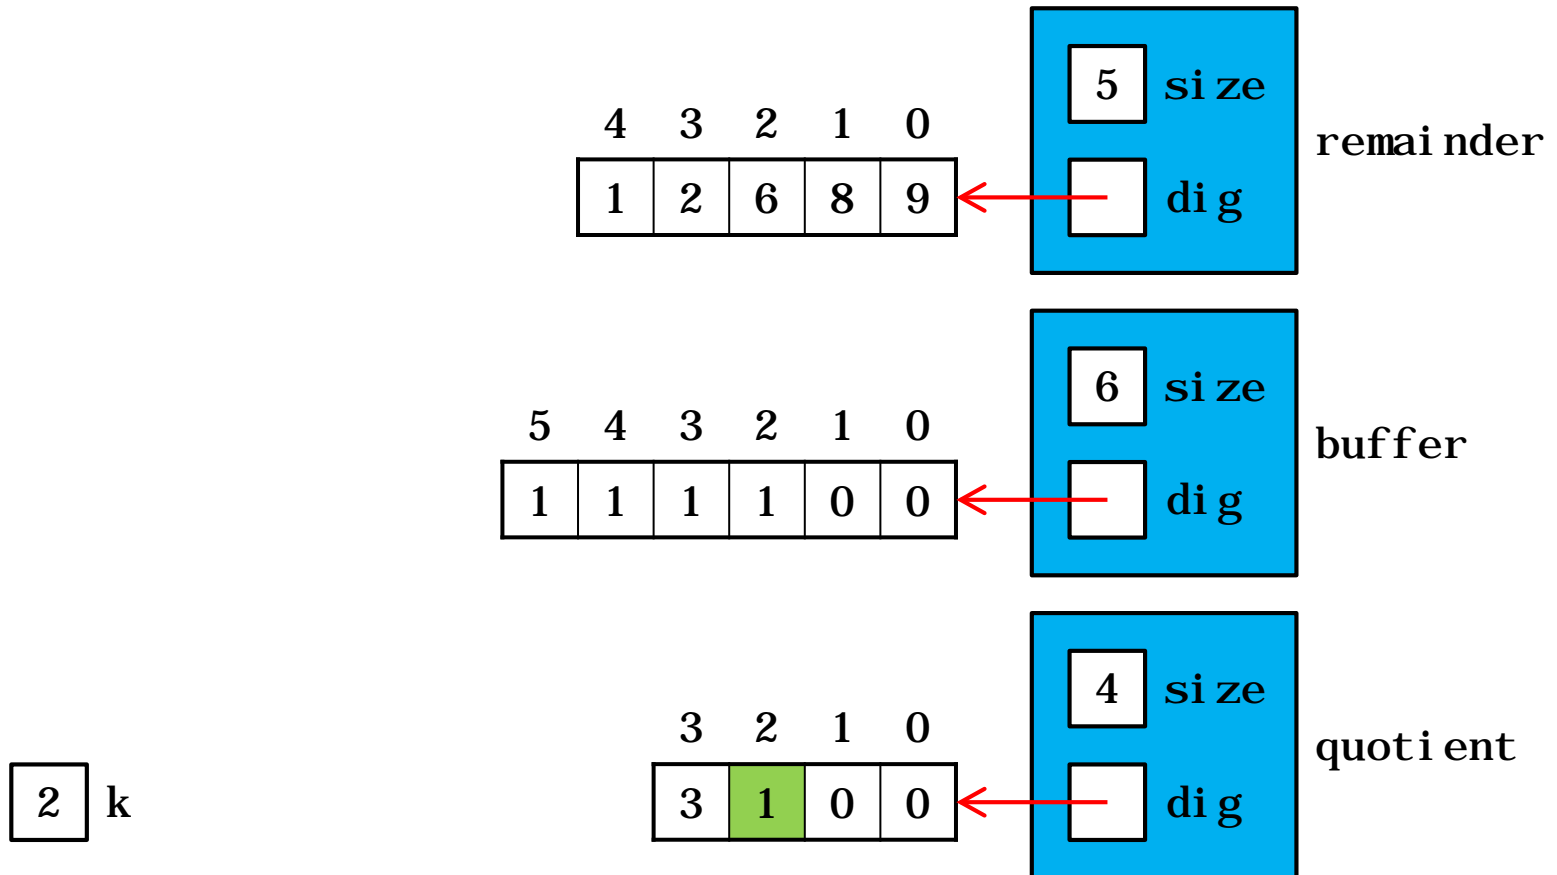 5 size
4 3 2 1 0
remainder
1 2 6 8 9 dig
6 size
5 4 3 2 1 0
buffer
1 1 1 1 0 0 dig
4 size
3 2 1 0
quotient
2 k 3 1 0 0 dig